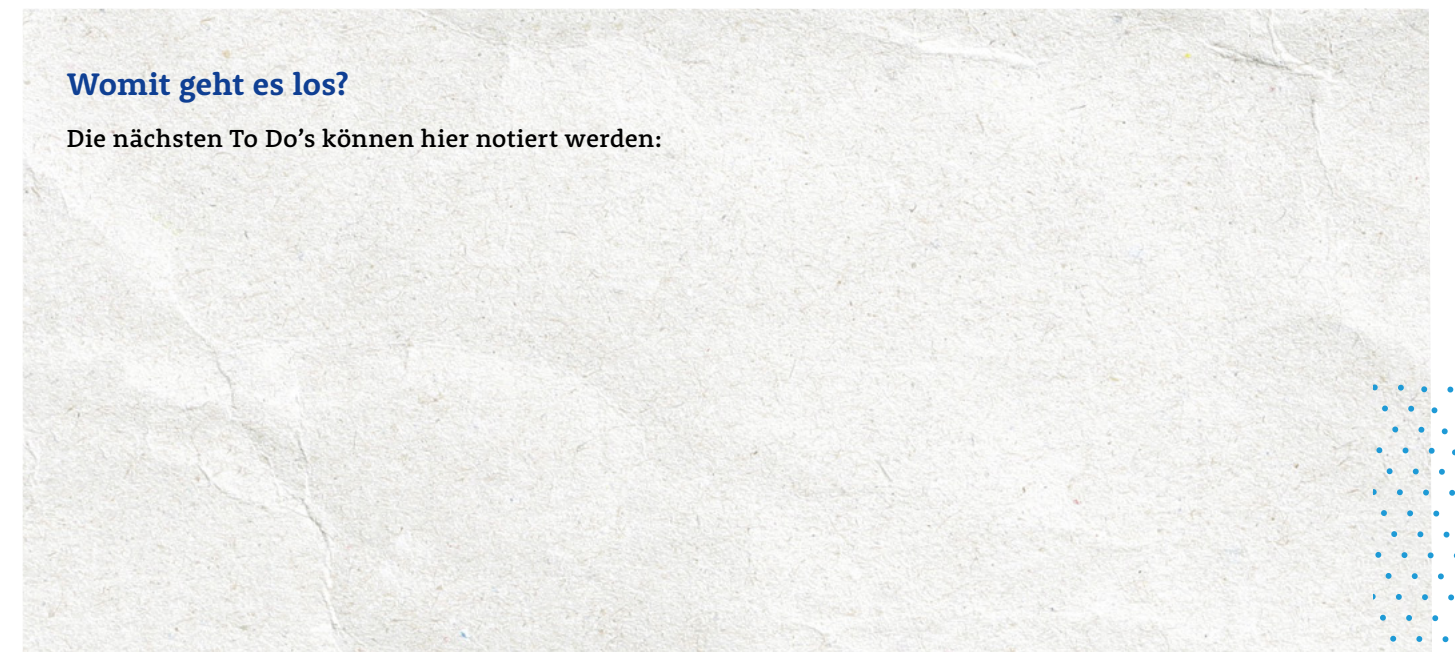 Womit geht es los?
Die nächsten To Do’s können hier notiert werden: